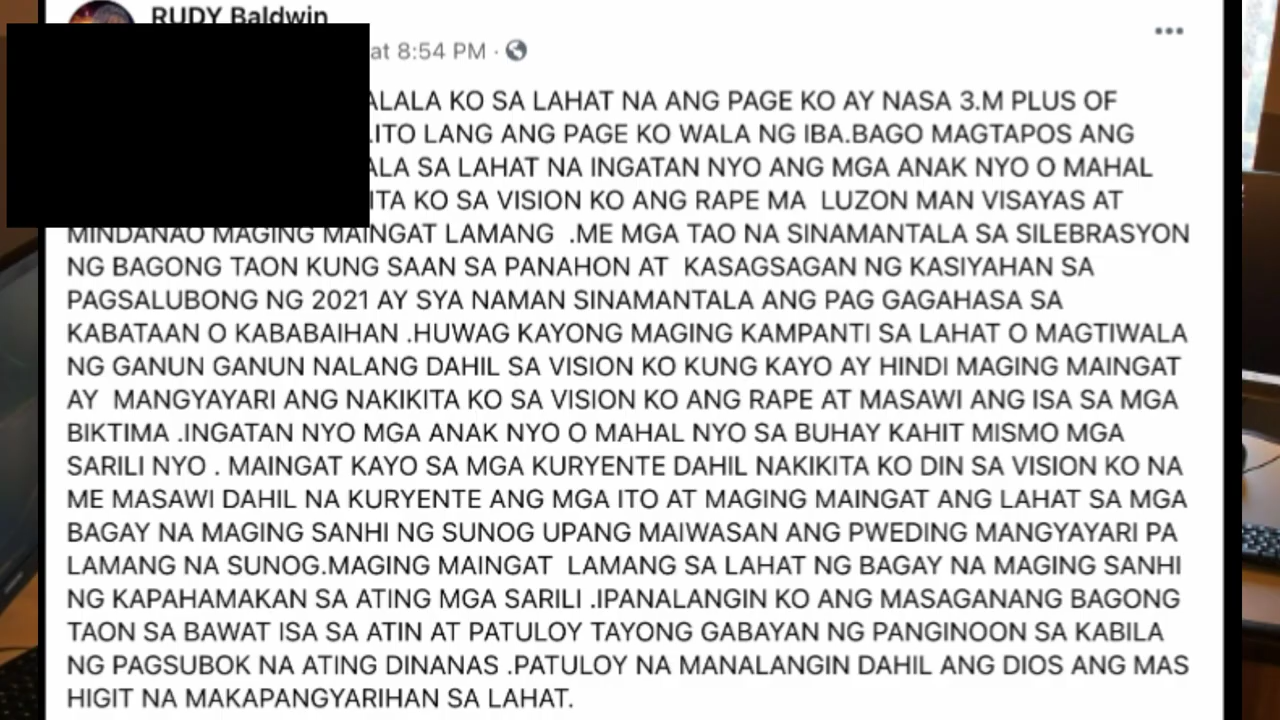 RUDY Baldwin
at 8:54 PM ·
KO SA LAHAT NA ANG PAGE KO AY NASA 3.M PLUS OF
LANG ANG PAGE KO WALA NG IBA.BAGO MAGTAPOS ANG
SA LAHAT NA INGATAN NYO ANG MGA ANAK NYO O MAHAL
KO SA VISION KO ANG RAPE MA LUZON MAN VISAYAS AT
MINDANAO MAGING MAINGAT LAMANG .ME MGA TAO NA SINAMANTALA SA SILEBRASYON
NG BAGONG TAON KUNG SAAN SA PANAHON AT KASAGSAGAN NG KASIYAHAN SA
PAGSALUBONG NG 2021 AY SYA NAMAN SINAMANTALA ANG PAG GAGAHASA SA
KABATAAN O KABABAIHAN .HUWAG KAYONG MAGING KAMPANTI SA LAHAT O MAGTIWALA
NG GANUN GANUN NALANG DAHIL SA VISION KO KUNG KAYO AY HINDI MAGING MAINGAT
AY MANGYAYARI ANG NAKIKITA KO SA VISION KO ANG RAPE AT MASAWI ANG ISA SA MGA
BIKTIMA .INGATAN NYO MGA ANAK NYO O MAHAL NYO SA BUHAY KAHIT MISMO MGA
SARILI NYO . MAINGAT KAYO SA MGA KURYENTE DAHIL NAKIKITA KO DIN SA VISION KO NA
ME MASAWI DAHIL NA KURYENTE ANG MGA ITO AT MAGING MAINGAT ANG LAHAT SA MGA
BAGAY NA MAGING SANHI NG SUNOG UPANG MAIWASAN ANG PWEDING MANGYAYARI PA
LAMANG NA SUNOG.MAGING MAINGAT LAMANG SA LAHAT NG BAGAY NA MAGING SANHI
NG KAPAHAMAKAN SA ATING MGA SARILI .IPANALANGIN KO ANG MASAGANANG BAGONG
TAON SA BAWAT ISA SA ATIN AT PATULOY TAYONG GABAYAN NG PANGINOON SA KABILA
NG PAGSUBOK NA ATING DINANAS .PATULOY NA MANALANGIN DAHIL ANG DIOS ANG MAS
HIGIT NA MAKAPANGYARIHAN SA LAHAT.